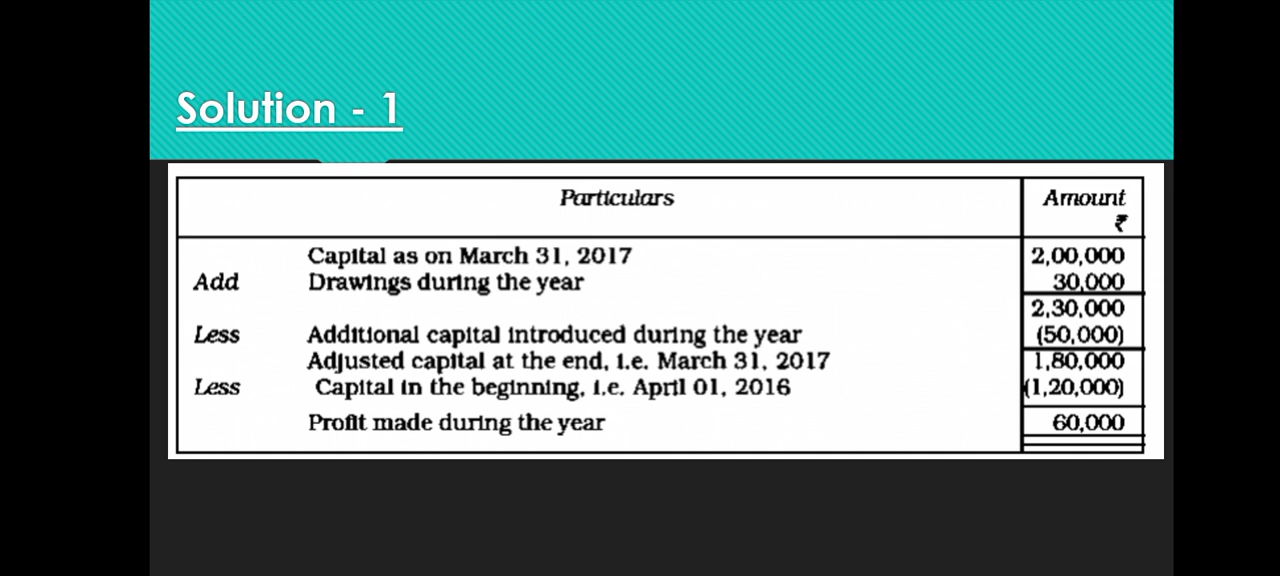 Solution - 1
Particulars Amount
₹
Capital as on March 31, 2017 2,00,000
Add Drawings during the year 30,000
2,30,000
Less Additional capital introduced during the year (50,000)
Adjusted capital at the end, i.e. March 31, 2017 1,80,000
Less Capital in the beginning, i.e. April 01, 2016 (1,20,000)
Profit made during the year 60,000